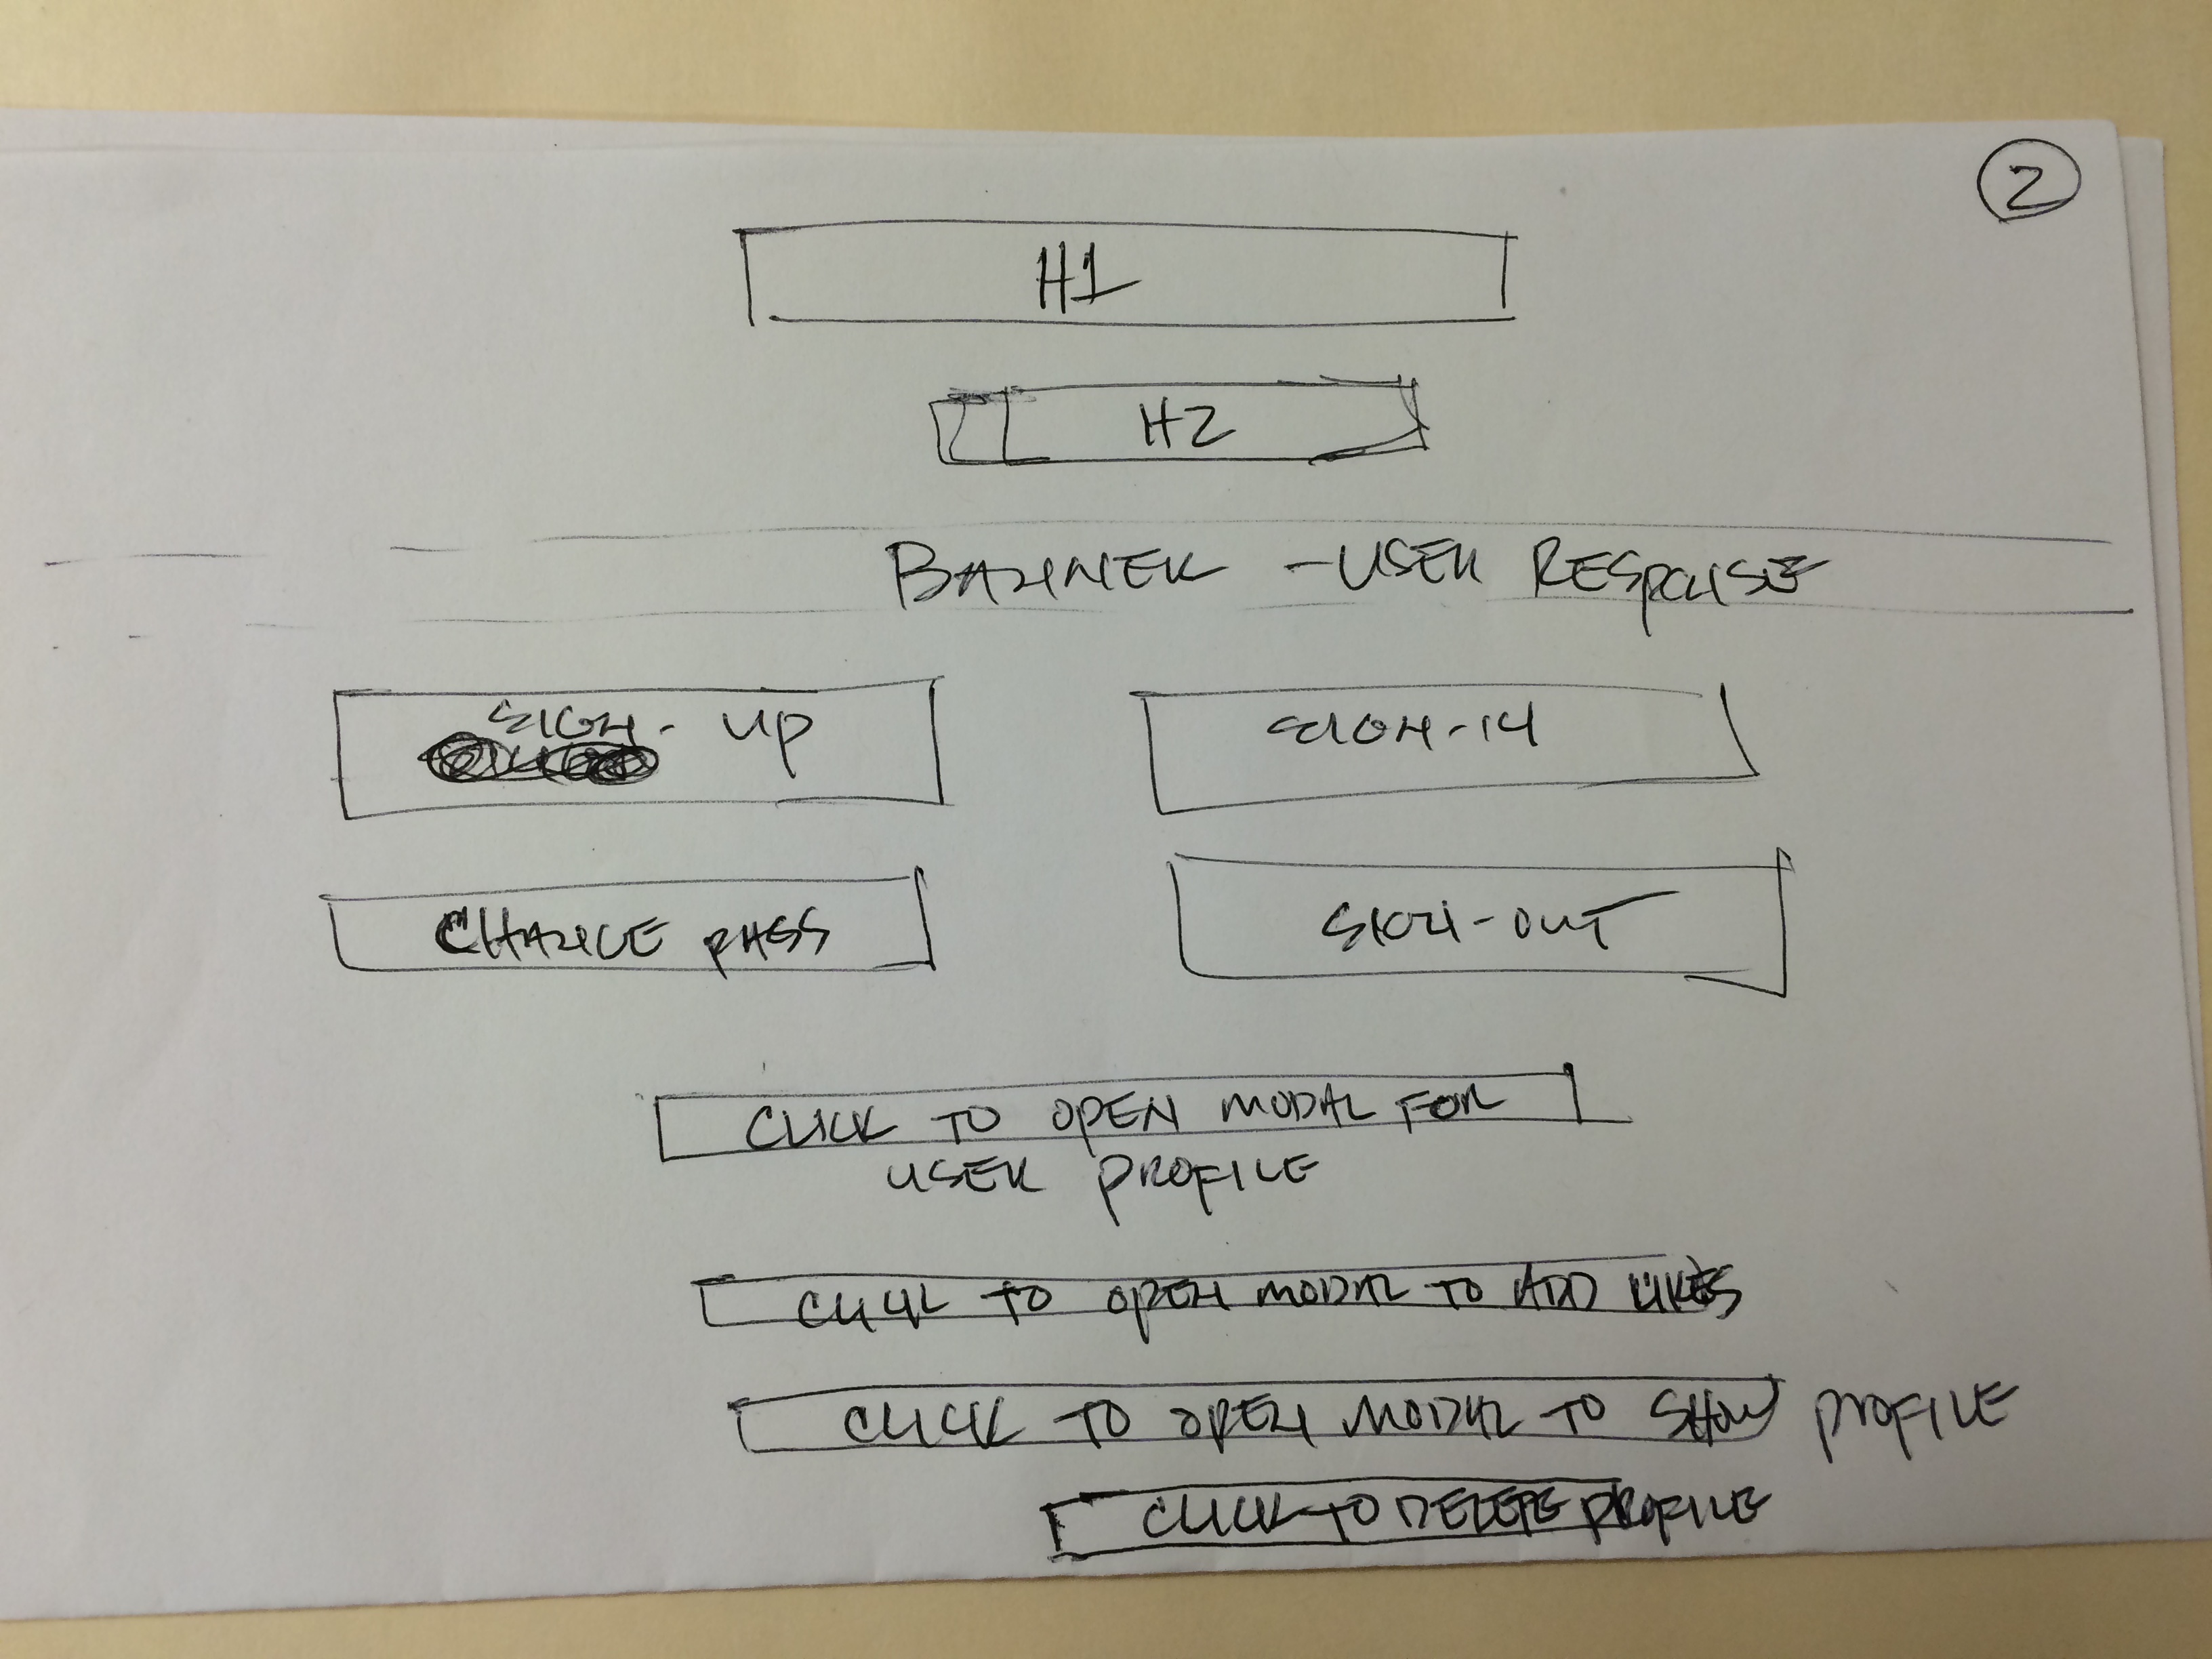 2
H1
H2
BANNER - USER RESPONSE
SIGN-UP
SIGN-IN
CHANGE PASS
SIGN-OUT
CLICK TO OPEN MODAL FOR
USER PROFILE
CLICK TO OPEN MODAL TO ADD LIKES
CLICK TO OPEN MODAL TO SHOW PROFILE
CLICK TO DELETE PROFILE